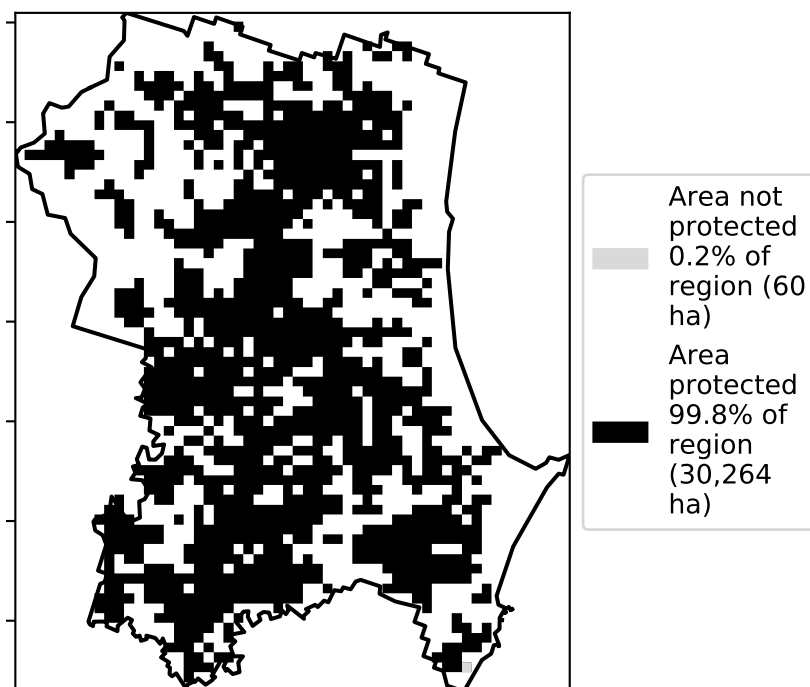 Area not
protected
0.2% of
region (60
ha)
Area
protected
99.8% of
region
(30,264
ha)